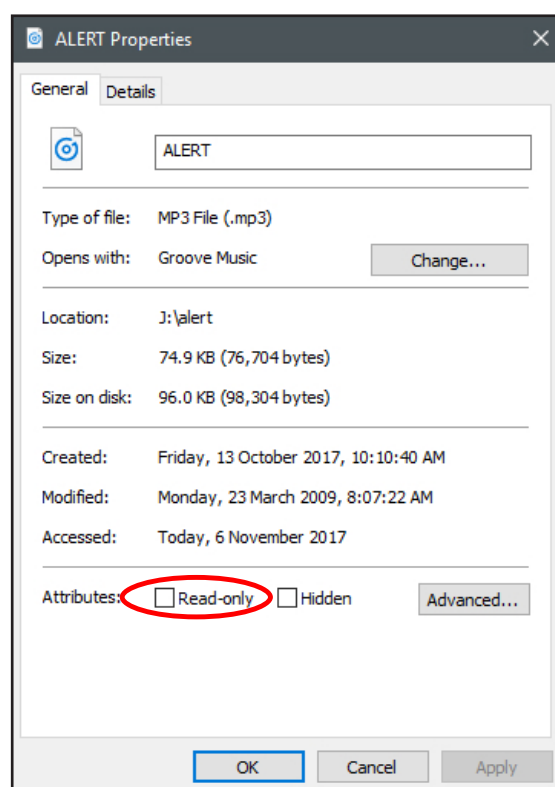 ALERT Properties
General Details
ALERT
Type of file: MP3 File (.mp3)
Opens with: Groove Music Change...
Location: J:\alert
Size: 74.9 KB (76,704 bytes)
Size on disk: 96.0 KB (98,304 bytes)
Created: Friday, 13 October 2017, 10:10:40 AM
Modified: Monday, 23 March 2009, 8:07:22 AM
Accessed: Today, 6 November 2017
Attributes: Read-only Hidden Advanced...
OK Cancel Apply